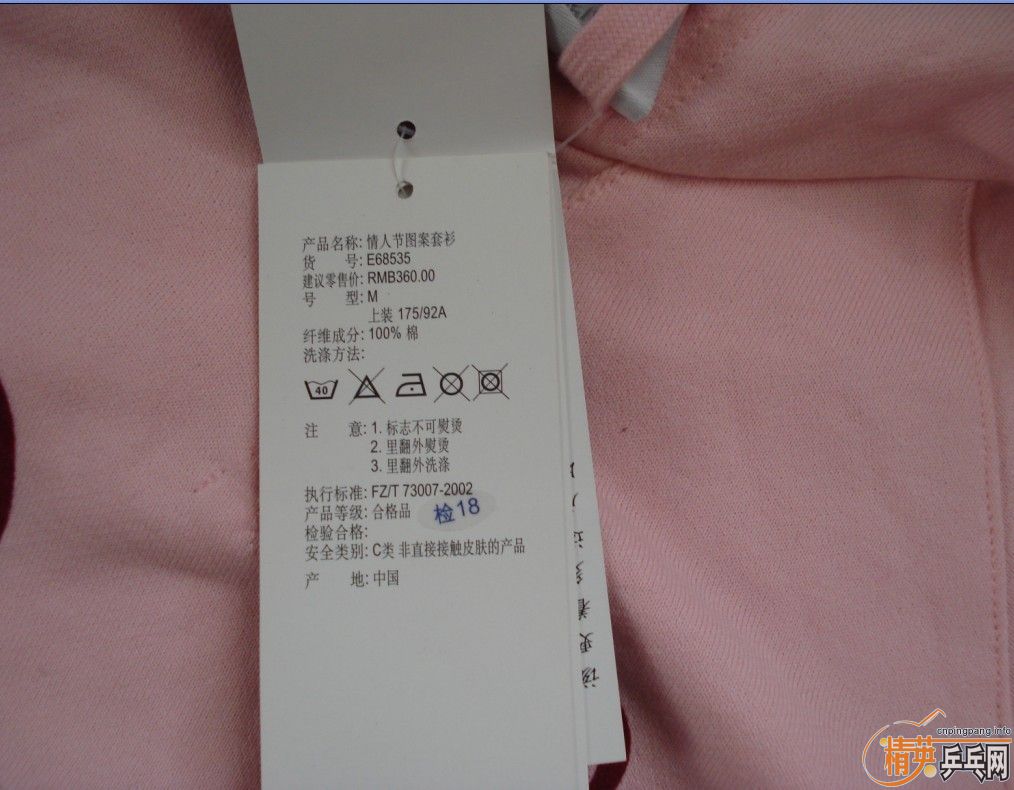 产品名称: 情人节图案套衫
货 号: E68535
建议零售价: RMB360.00
号 型: M
上装 175/92A
纤维成分: 100% 棉
洗涤方法:
40
注 意: 1. 标志不可熨烫
2. 里翻外熨烫
3. 里翻外洗涤
执行标准: FZ/T 73007-2002
产品等级: 合格品
检18
检验合格:
安全类别: C类 非直接接触皮肤的产品
产 地: 中国
cnpingpang.info
精英乒乓网